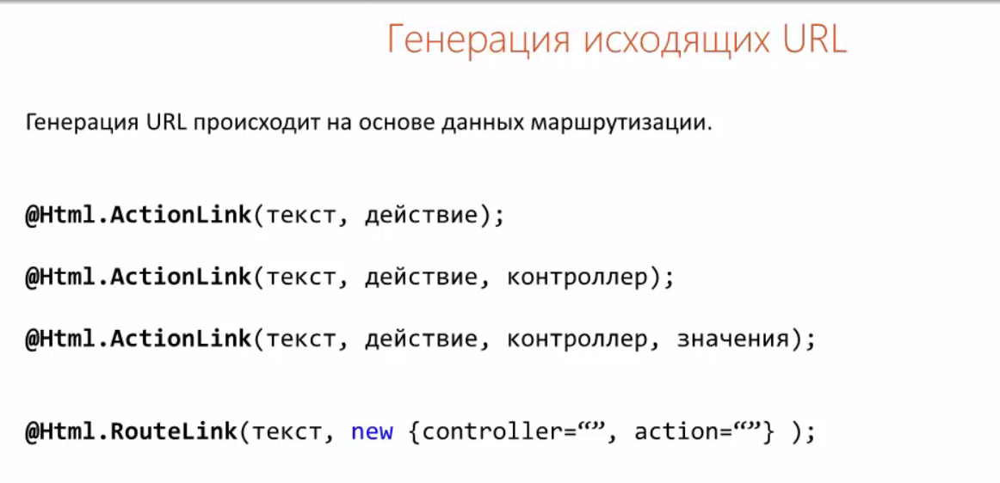 Генерация исходящих URL
Генерация URL происходит на основе данных маршрутизации.
@Html.ActionLink(текст, действие);
@Html.ActionLink(текст, действие, контроллер);
@Html.ActionLink(текст, действие, контроллер, значения);
@Html.RouteLink(текст, new {controller=“”, action=“”} );